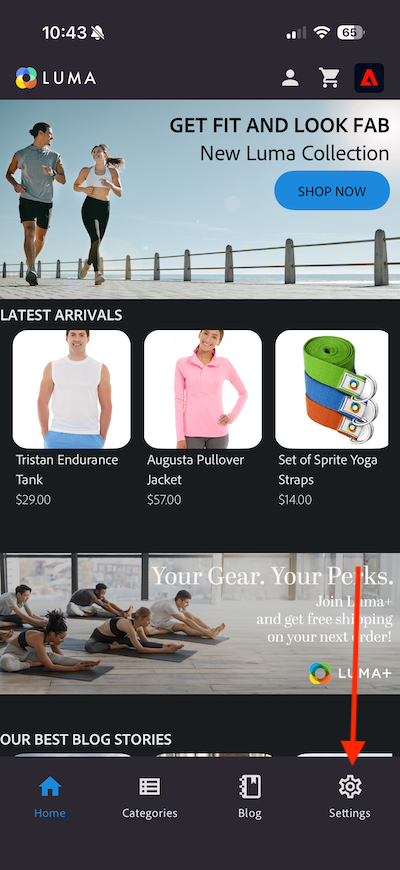 10:43
65
LUMA
GET FIT AND LOOK FAB
New Luma Collection
SHOP NOW
LATEST ARRIVALS
Tristan Endurance
Tank
$29.00
Augusta Pullover
Jacket
$57.00
Set of Sprite Yoga
Straps
$14.00
Your Gear. Your Perks.
Join Luma+
and get free shipping
on your next order!
LUMA+
OUR BEST BLOG STORIES
Home
Categories
Blog
Settings